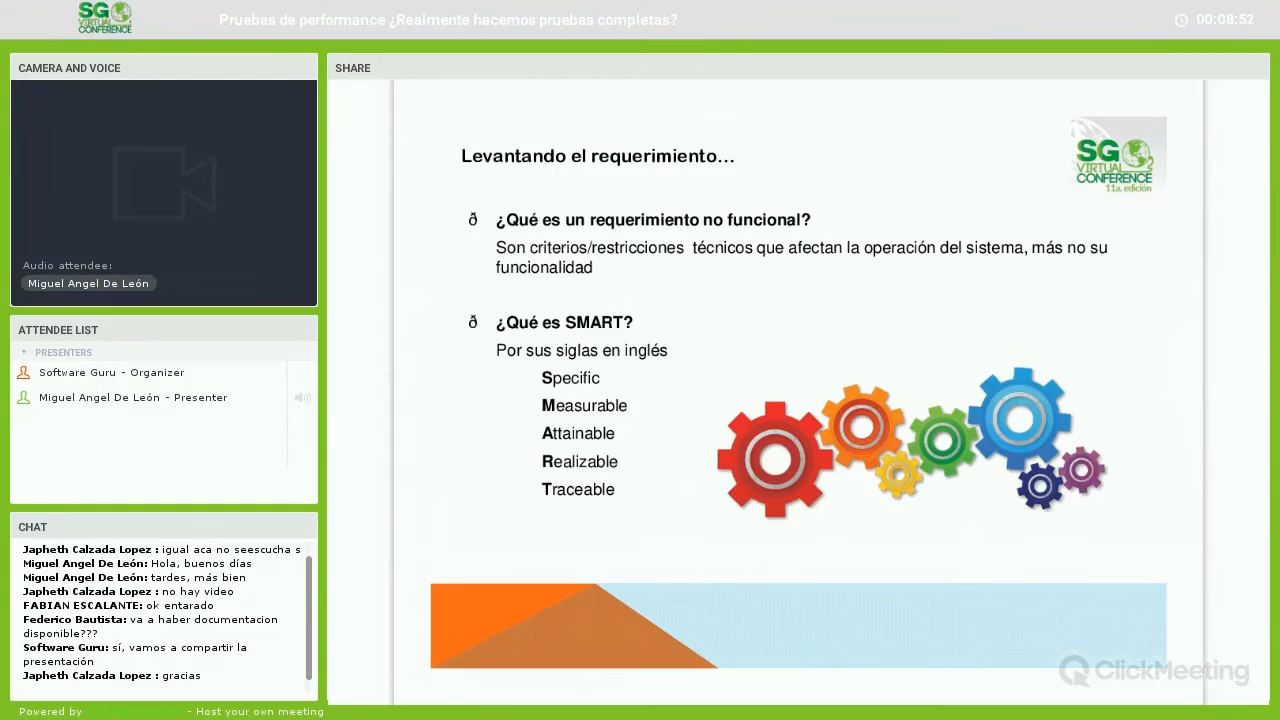 SG
VIRTUAL
CONFERENCE
Pruebas de performance ¿Realmente hacemos pruebas completas?
00:08:52
CAMERA AND VOICE
Audio attendee:
Miguel Angel De León
ATTENDEE LIST
PRESENTERS
Software Guru - Organizer
Miguel Angel De León - Presenter
CHAT
Japheth Calzada Lopez : igual aca no seescucha s
Miguel Angel De León: Hola, buenos días
Miguel Angel De León: tardes, más bien
Japheth Calzada Lopez : no hay video
FABIAN ESCALANTE: ok entarado
Federico Bautista: va a haber documentacion
disponible???
Software Guru: sí, vamos a compartir la
presentación
Japheth Calzada Lopez : gracias
Powered by
- Host your own meeting
SHARE
Levantando el requerimiento...
SG
VIRTUAL
CONFERENCE
11a. edición
ð ¿Qué es un requerimiento no funcional?
Son criterios/restricciones técnicos que afectan la operación del sistema, más no su
funcionalidad
ð ¿Qué es SMART?
Por sus siglas en inglés
Specific
Measurable
Attainable
Realizable
Traceable
ClickMeeting